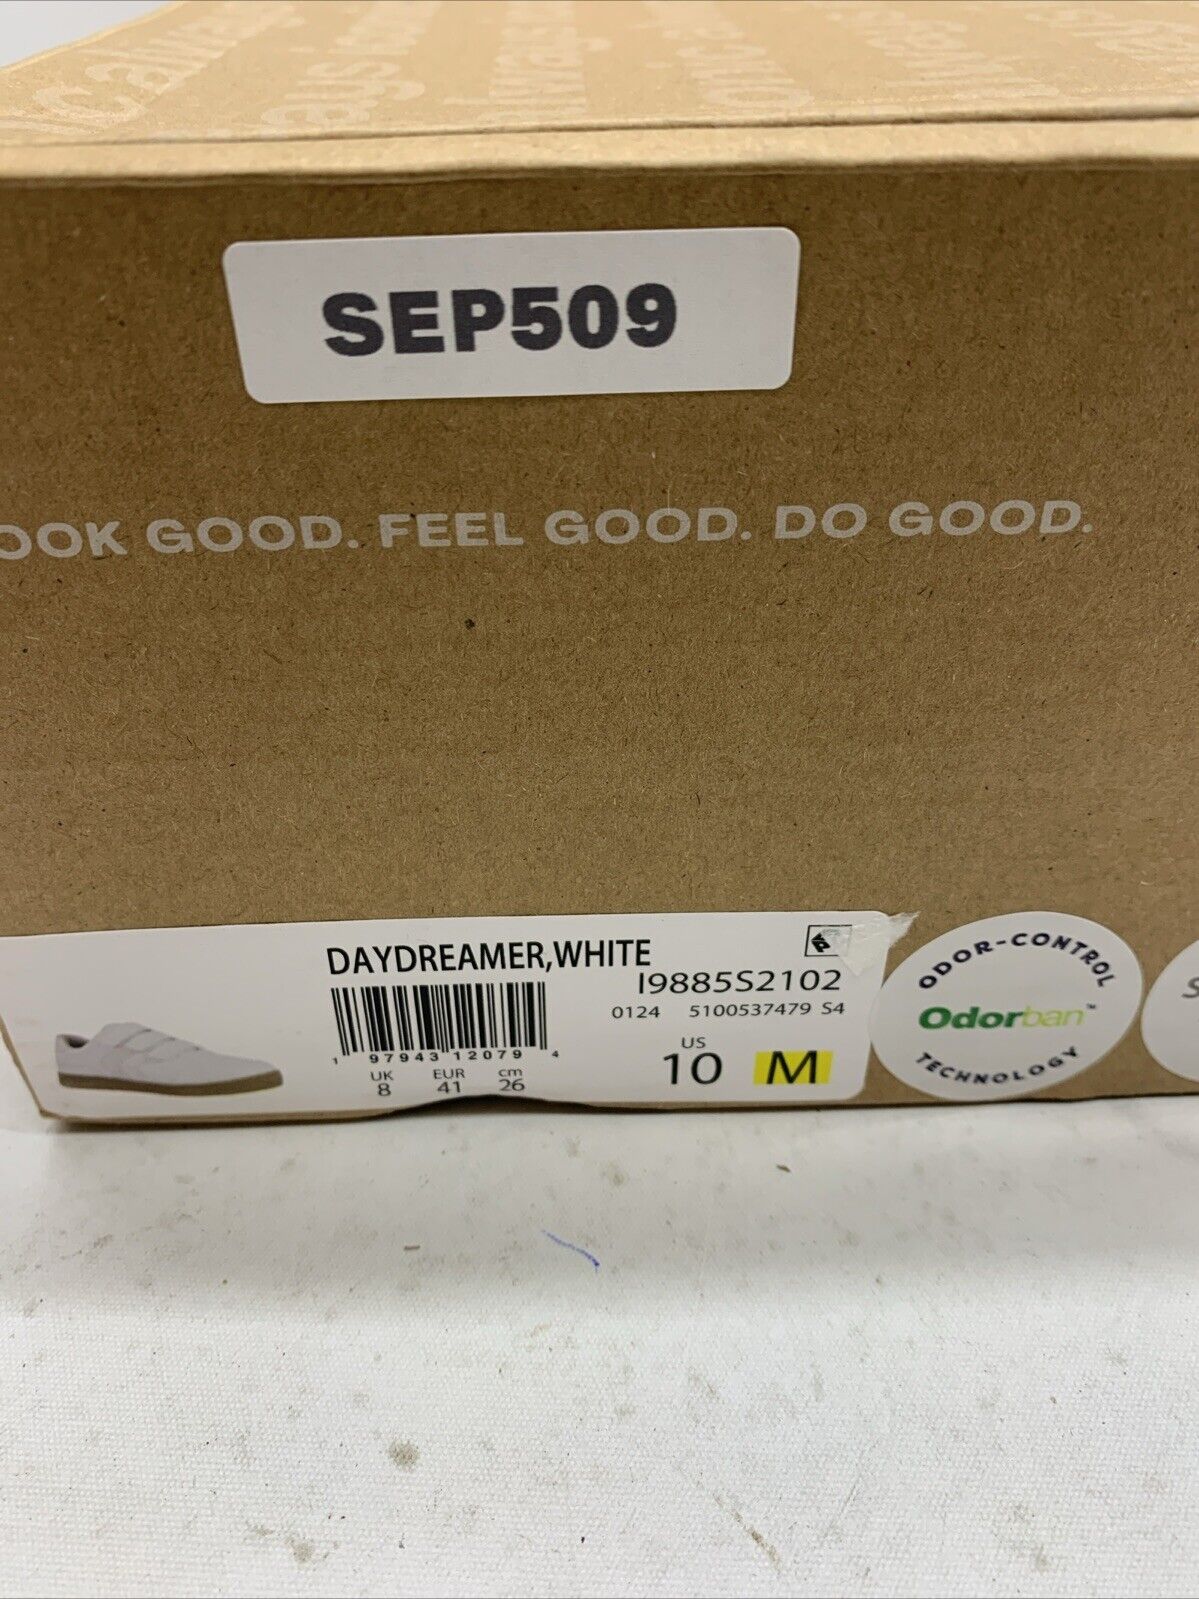 SEP509
OOK GOOD. FEEL GOOD. DO GOOD.
DAYDREAMER,WHITE
I9885S2102
0124 5100537479 S4
1 97943 12079 4
UK EUR cm
8 41 26
US
10 M
ODOR-CONTROL
Odorban™
TECHNOLOGY
S